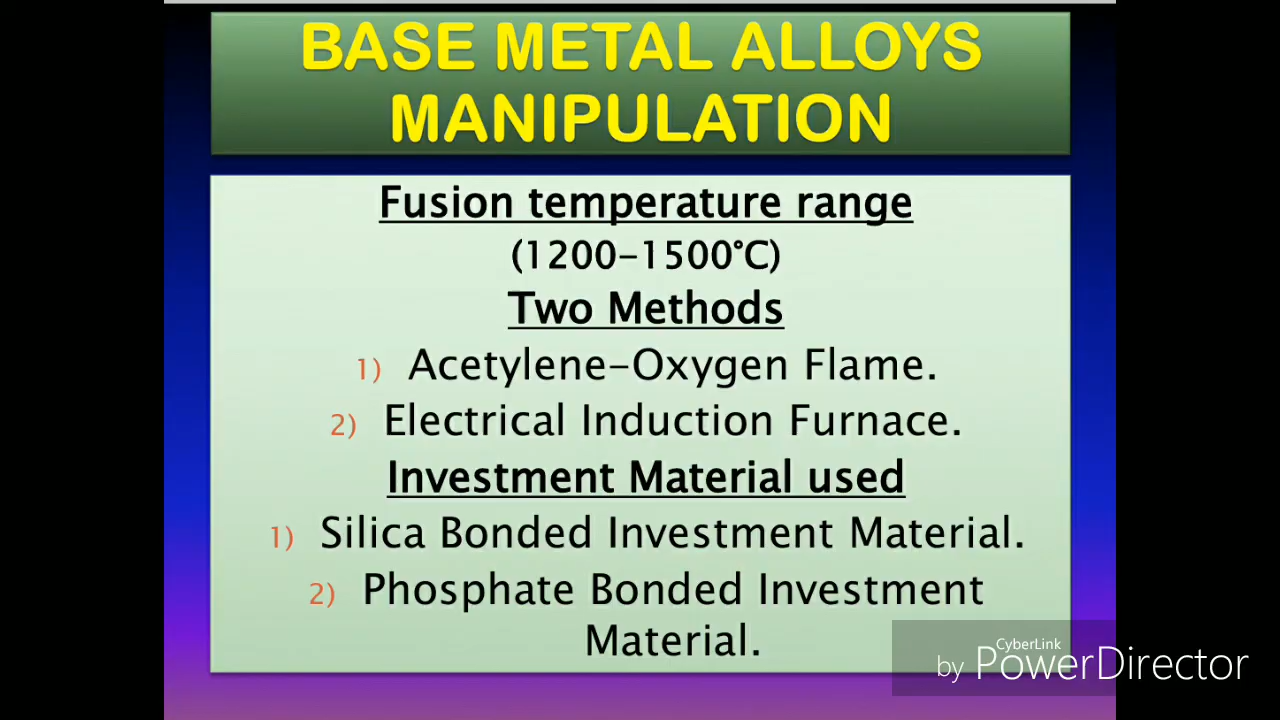 BASE METAL ALLOYS
MANIPULATION
Fusion temperature range
(1200-1500°C)
Two Methods
1) Acetylene-Oxygen Flame.
2) Electrical Induction Furnace.
Investment Material used
1) Silica Bonded Investment Material.
2) Phosphate Bonded Investment
Material.
CyberLink
by PowerDirector